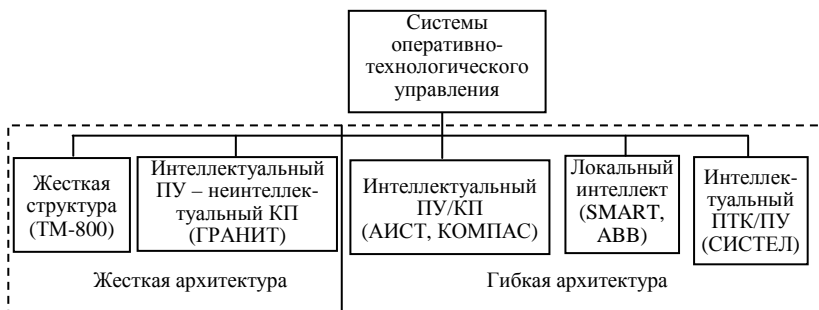 Системы
оперативно-
технологического
управления
Жесткая
структура
(ТМ-800)
Интеллектуальный
ПУ – неинтеллек-
туальный КП
(ГРАНИТ)
Интеллектуальный
ПУ/КП
(АИСТ, КОМПАС)
Локальный
интеллект
(SMART,
ABB)
Интеллек-
туальный
ПТК/ПУ
(СИСТЕЛ)
Жесткая архитектура
Гибкая архитектура